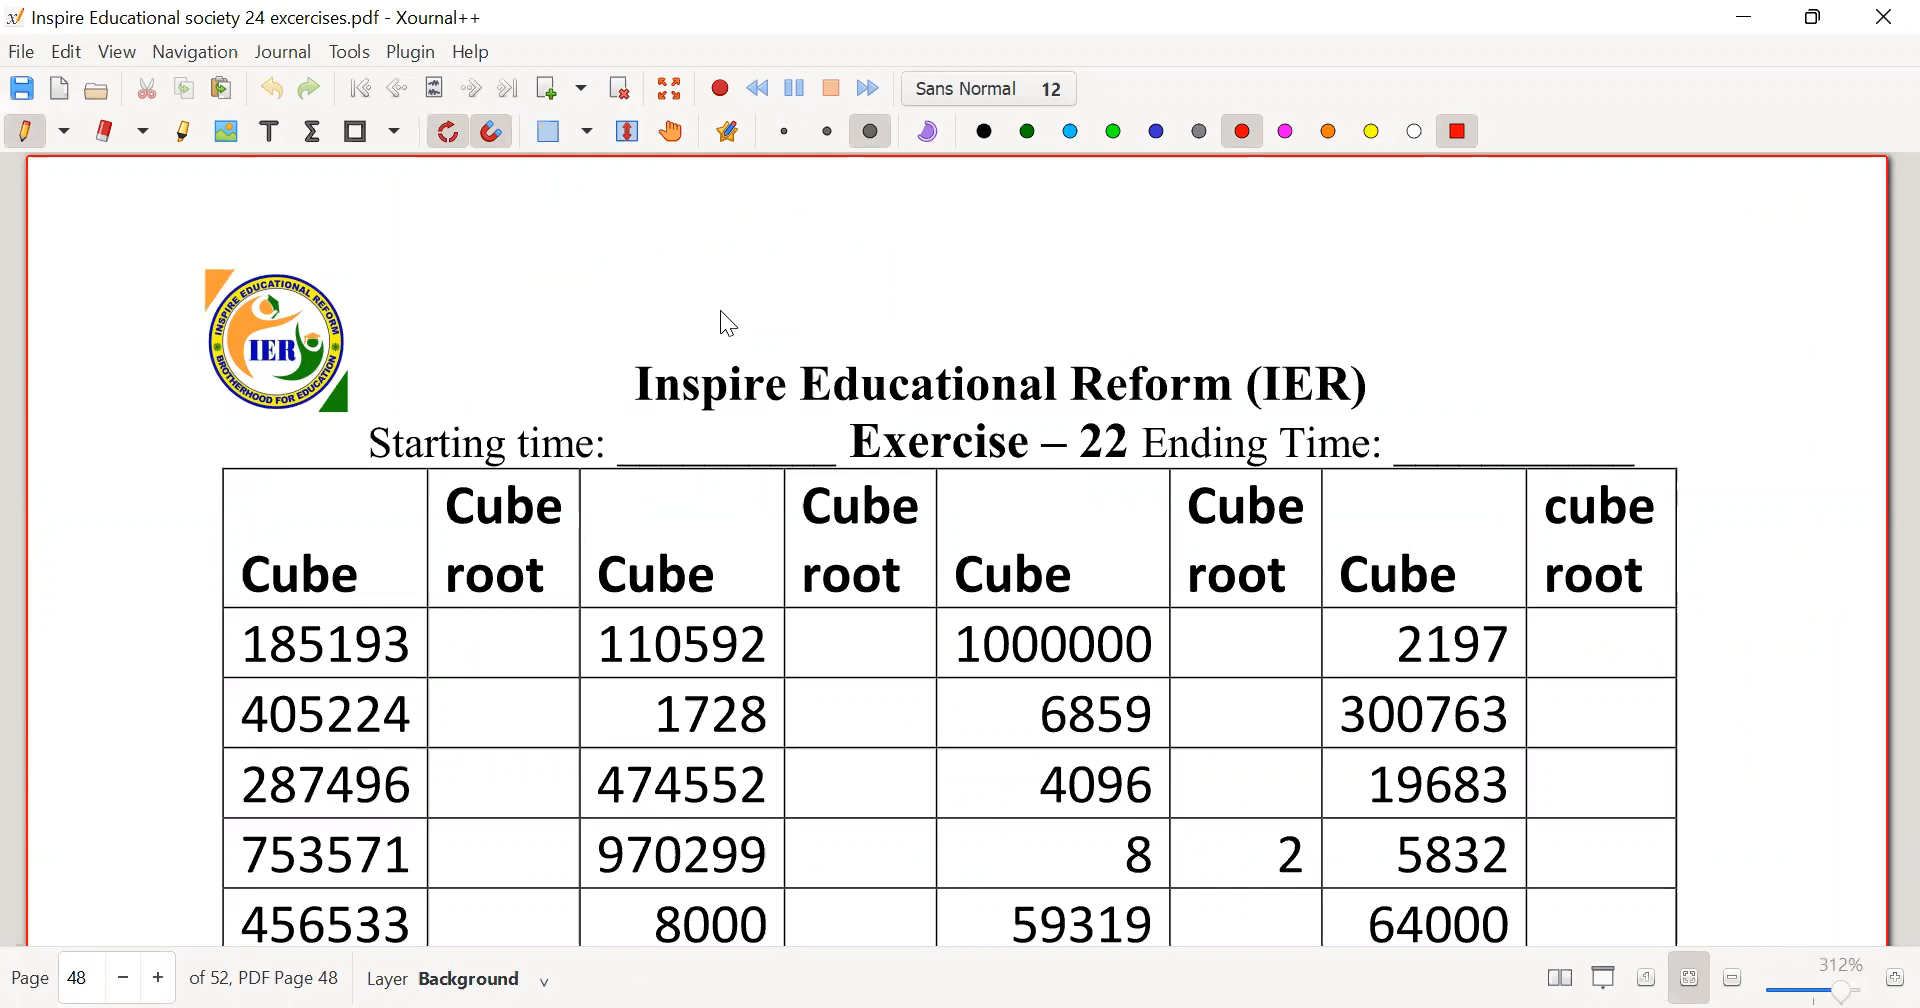 Inspire Educational society 24 excercises.pdf - Xournal++
File Edit View Navigation Journal Tools Plugin Help
Sans Normal 12
INSPIRE EDUCATIONAL REFORM
IER
BROTHERHOOD FOR EDUCATION
Inspire Educational Reform (IER)
Starting time: __________ Exercise – 22 Ending Time: ___________
Cube Cube root Cube Cube root Cube Cube root Cube cube root
185193 110592 1000000 2197
405224 1728 6859 300763
287496 474552 4096 19683
753571 970299 8 2 5832
456533 8000 59319 64000
Page 48 − + of 52, PDF Page 48 Layer Background 312%